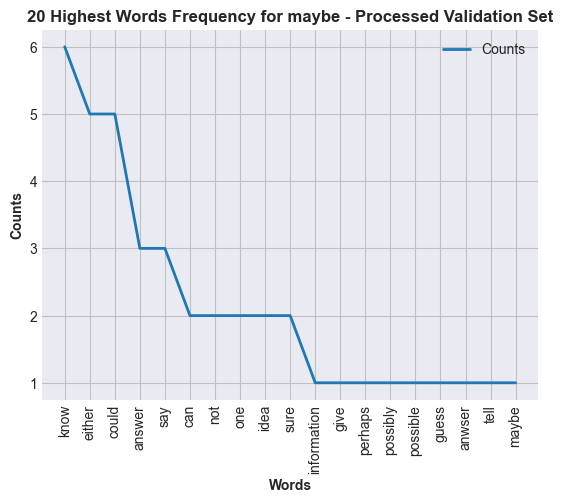 20 Highest Words Frequency for maybe - Processed Validation Set
Counts
6
5
4
3
2
1
Counts
know
either
could
answer
say
can
not
one
idea
sure
information
give
perhaps
possibly
possible
guess
anwser
tell
maybe
Words